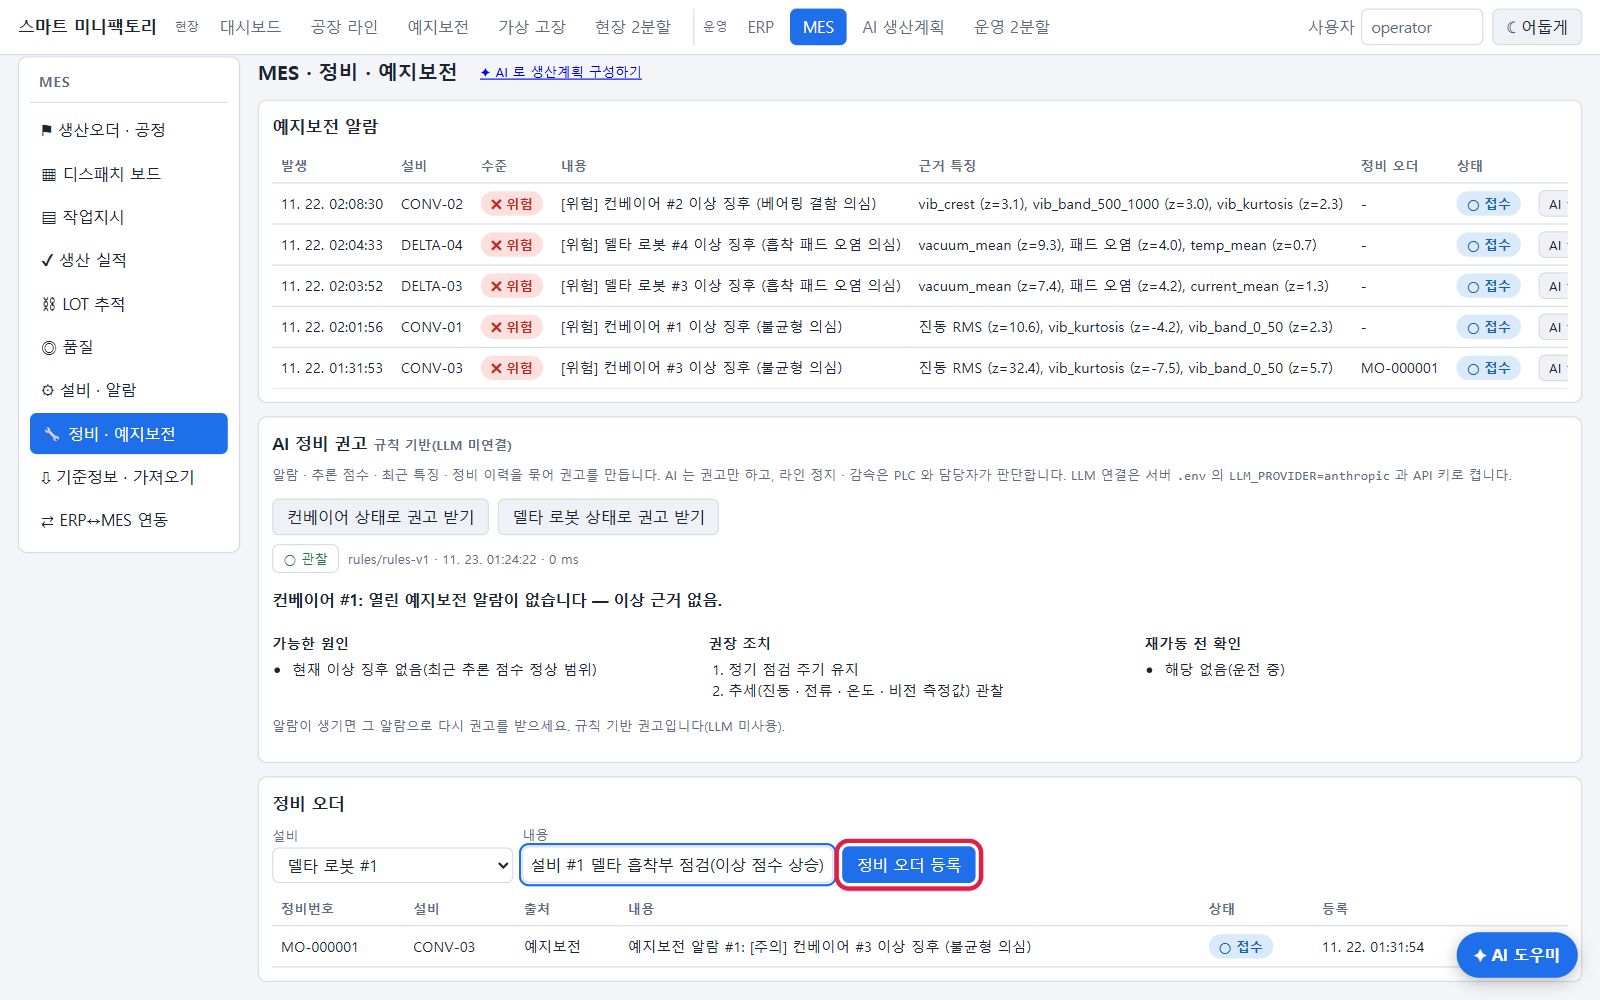 스마트 미니팩토리 현장 대시보드 공장 라인 예지보전 가상 고장 현장 2분할 운영 ERP MES AI 생산계획 운영 2분할 사용자 operator ☾ 어둡게
MES
⚑ 생산오더 · 공정
▦ 디스패치 보드
▤ 작업지시
✓ 생산 실적
⛓ LOT 추적
◎ 품질
⚙ 설비 · 알람
🔧 정비 · 예지보전
⇩ 기준정보 · 가져오기
⇄ ERP↔MES 연동
MES · 정비 · 예지보전 ✦ AI 로 생산계획 구성하기
예지보전 알람
발생 설비 수준 내용 근거 특징 정비 오더 상태
11. 22. 02:08:30 CONV-02 ✕ 위험 [위험] 컨베이어 #2 이상 징후 (베어링 결함 의심) vib_crest (z=3.1), vib_band_500_1000 (z=3.0), vib_kurtosis (z=2.3) - ○ 접수 AI
11. 22. 02:04:33 DELTA-04 ✕ 위험 [위험] 델타 로봇 #4 이상 징후 (흡착 패드 오염 의심) vacuum_mean (z=9.3), 패드 오염 (z=4.0), temp_mean (z=0.7) - ○ 접수 AI
11. 22. 02:03:52 DELTA-03 ✕ 위험 [위험] 델타 로봇 #3 이상 징후 (흡착 패드 오염 의심) vacuum_mean (z=7.4), 패드 오염 (z=4.2), current_mean (z=1.3) - ○ 접수 AI
11. 22. 02:01:56 CONV-01 ✕ 위험 [위험] 컨베이어 #1 이상 징후 (불균형 의심) 진동 RMS (z=10.6), vib_kurtosis (z=-4.2), vib_band_0_50 (z=2.3) - ○ 접수 AI
11. 22. 01:31:53 CONV-03 ✕ 위험 [위험] 컨베이어 #3 이상 징후 (불균형 의심) 진동 RMS (z=32.4), vib_kurtosis (z=-7.5), vib_band_0_50 (z=5.7) MO-000001 ○ 접수 AI
AI 정비 권고 규칙 기반(LLM 미연결)
알람 · 추론 점수 · 최근 특징 · 정비 이력을 묶어 권고를 만듭니다. AI 는 권고만 하고, 라인 정지 · 감속은 PLC 와 담당자가 판단합니다. LLM 연결은 서버 .env 의 LLM_PROVIDER=anthropic 과 API 키로 켭니다.
컨베이어 상태로 권고 받기 델타 로봇 상태로 권고 받기
○ 관찰 rules/rules-v1 · 11. 23. 01:24:22 · 0 ms
컨베이어 #1: 열린 예지보전 알람이 없습니다 — 이상 근거 없음.
가능한 원인 권장 조치 재가동 전 확인
• 현재 이상 징후 없음(최근 추론 점수 정상 범위) 1. 정기 점검 주기 유지 • 해당 없음(운전 중)
2. 추세(진동 · 전류 · 온도 · 비전 측정값) 관찰
알람이 생기면 그 알람으로 다시 권고를 받으세요. 규칙 기반 권고입니다(LLM 미사용).
정비 오더
설비 내용
델타 로봇 #1 설비 #1 델타 흡착부 점검(이상 점수 상승) 정비 오더 등록
정비번호 설비 출처 내용 상태 등록
MO-000001 CONV-03 예지보전 예지보전 알람 #1: [주의] 컨베이어 #3 이상 징후 (불균형 의심) ○ 접수 11. 22. 01:31:54
✦ AI 도우미